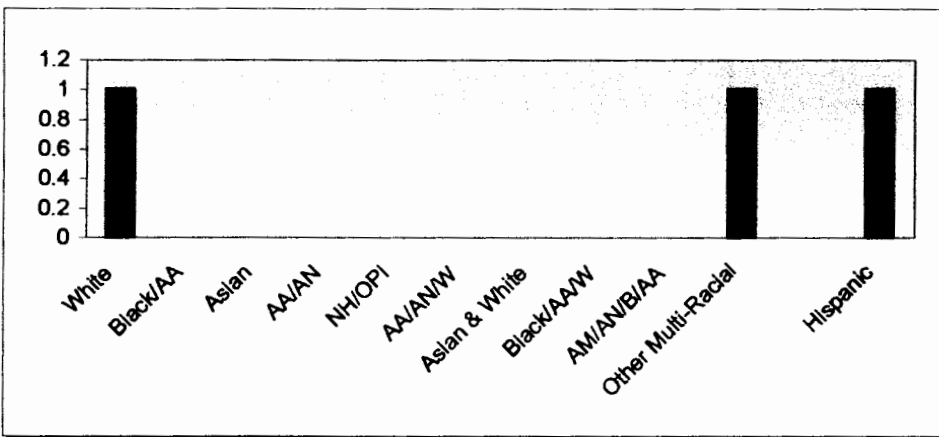 1.2
1
0.8
0.6
0.4
0.2
0
White
Black/AA
Asian
AA/AN
NH/OPI
AA/AN/W
Asian & White
Black/AA/W
AM/AN/B/AA
Other Multi-Racial
Hispanic